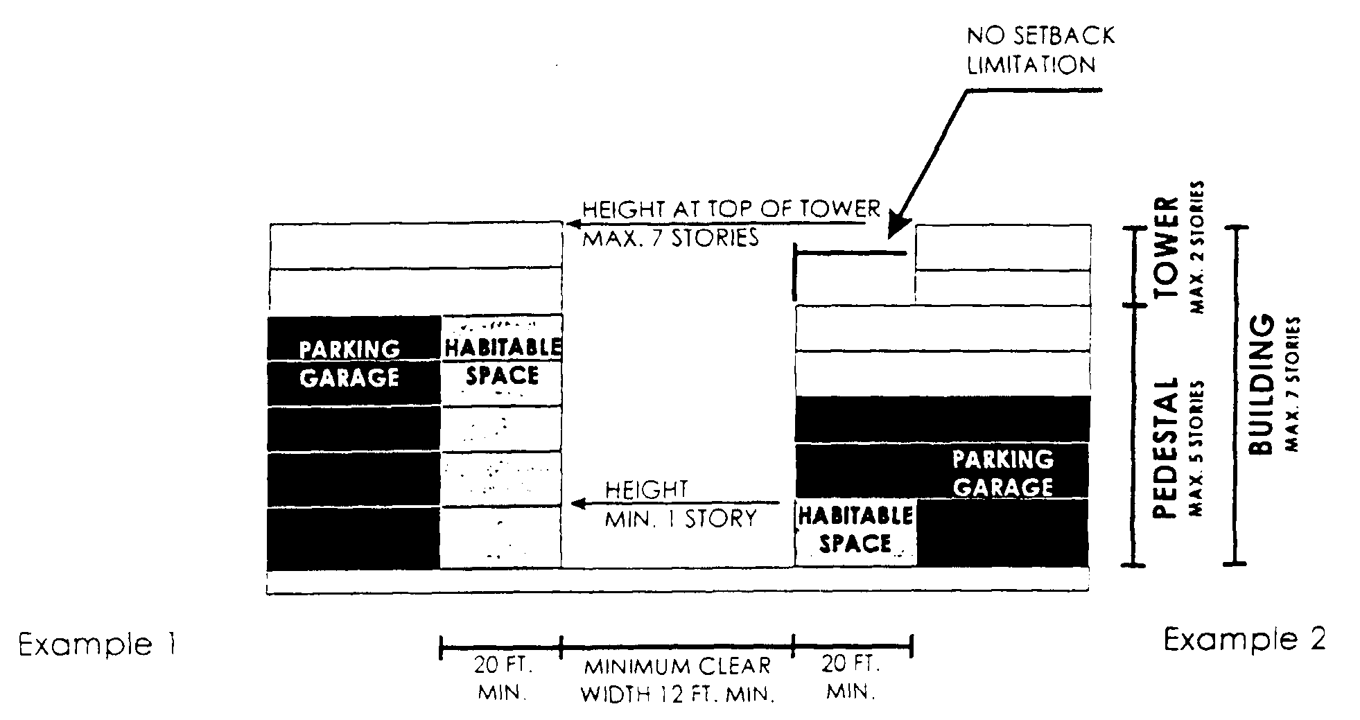 NO SETBACK
LIMITATION
HEIGHT AT TOP OF TOWER
MAX. 7 STORIES
TOWER
MAX. 2 STORIES
PARKING
GARAGE
HABITABLE
SPACE
BUILDING
MAX. 7 STORIES
PEDESTAL
MAX. 5 STORIES
PARKING
GARAGE
HEIGHT
MIN. 1 STORY
HABITABLE
SPACE
Example 1
Example 2
20 FT.
MIN.
MINIMUM CLEAR
WIDTH 12 FT. MIN.
20 FT.
MIN.